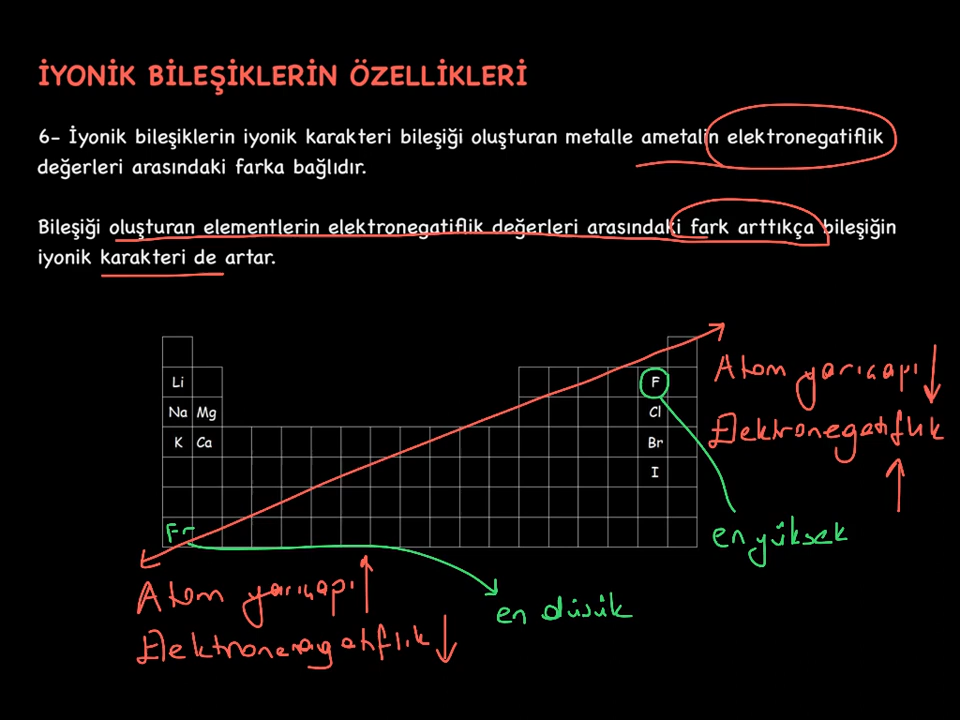 İYONİK BİLEŞİKLERİN ÖZELLİKLERİ
6- İyonik bileşiklerin iyonik karakteri bileşiği oluşturan metalle ametalin elektronegatiflik
değerleri arasındaki farka bağlıdır.
Bileşiği oluşturan elementlerin elektronegatiflik değerleri arasındaki fark arttıkça bileşiğin
iyonik karakteri de artar.
Li F
Na Mg Cl
K Ca Br
I
Fr
Atom yarıçapı ↓
Elektronegatiflik ↑
en yüksek
Atom yarıçapı ↑
en düşük